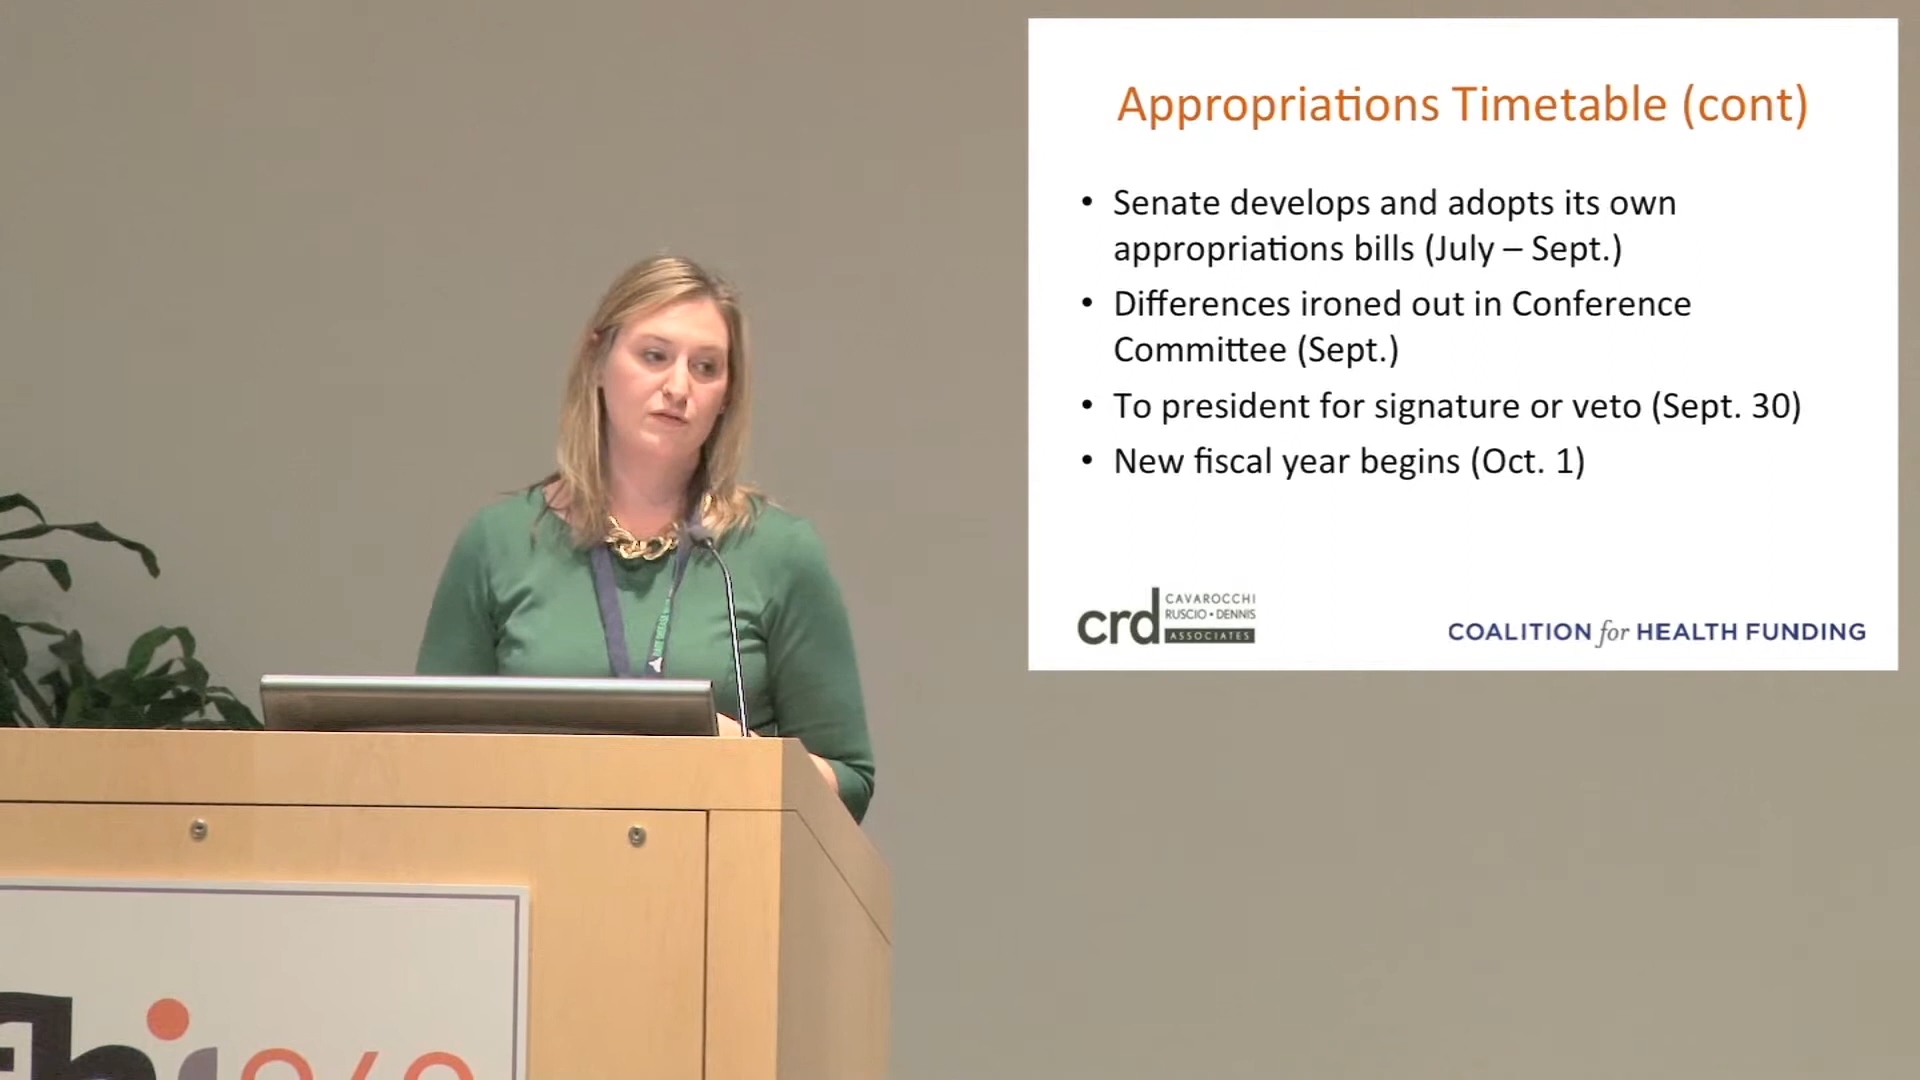 Appropriations Timetable (cont)
• Senate develops and adopts its own
appropriations bills (July – Sept.)
• Differences ironed out in Conference
Committee (Sept.)
• To president for signature or veto (Sept. 30)
• New fiscal year begins (Oct. 1)
crd
CAVAROCCHI
RUSCIO • DENNIS
ASSOCIATES
COALITION for HEALTH FUNDING
fhi 360